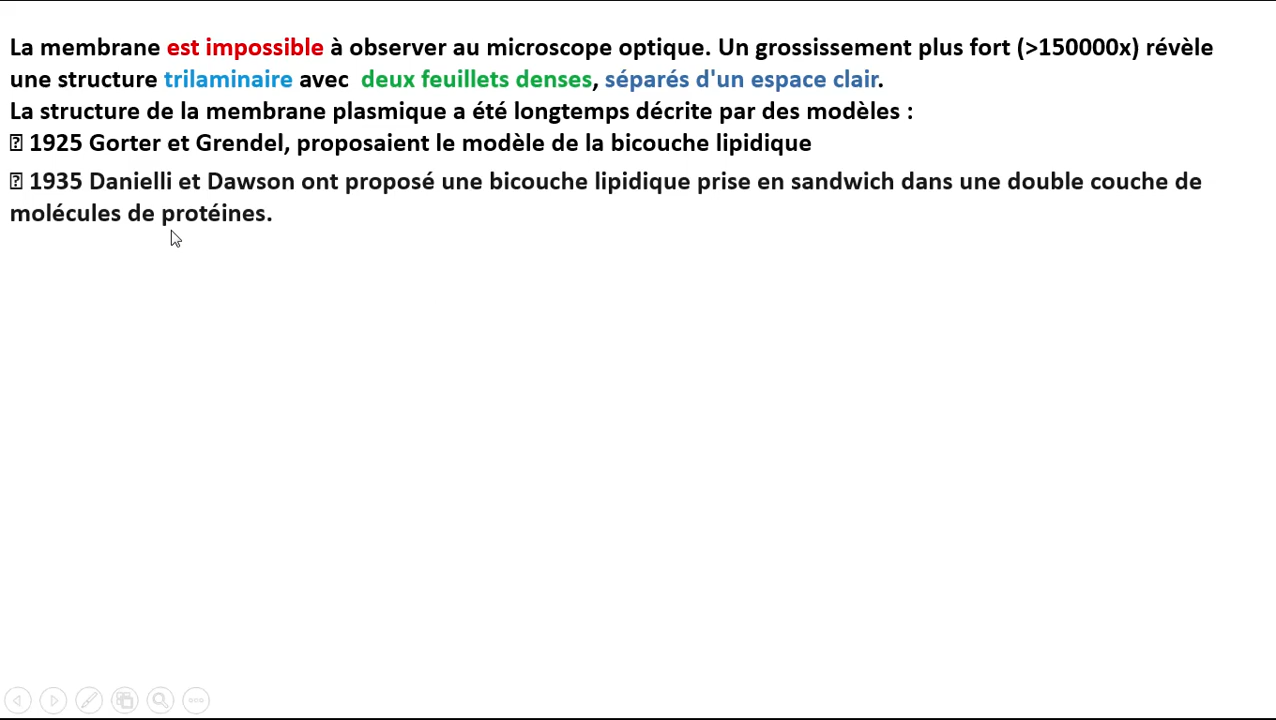 La membrane est impossible à observer au microscope optique. Un grossissement plus fort (>150000x) révèle
une structure trilaminaire avec deux feuillets denses, séparés d'un espace clair.
La structure de la membrane plasmique a été longtemps décrite par des modèles :
1925 Gorter et Grendel, proposaient le modèle de la bicouche lipidique
1935 Danielli et Dawson ont proposé une bicouche lipidique prise en sandwich dans une double couche de
molécules de protéines.